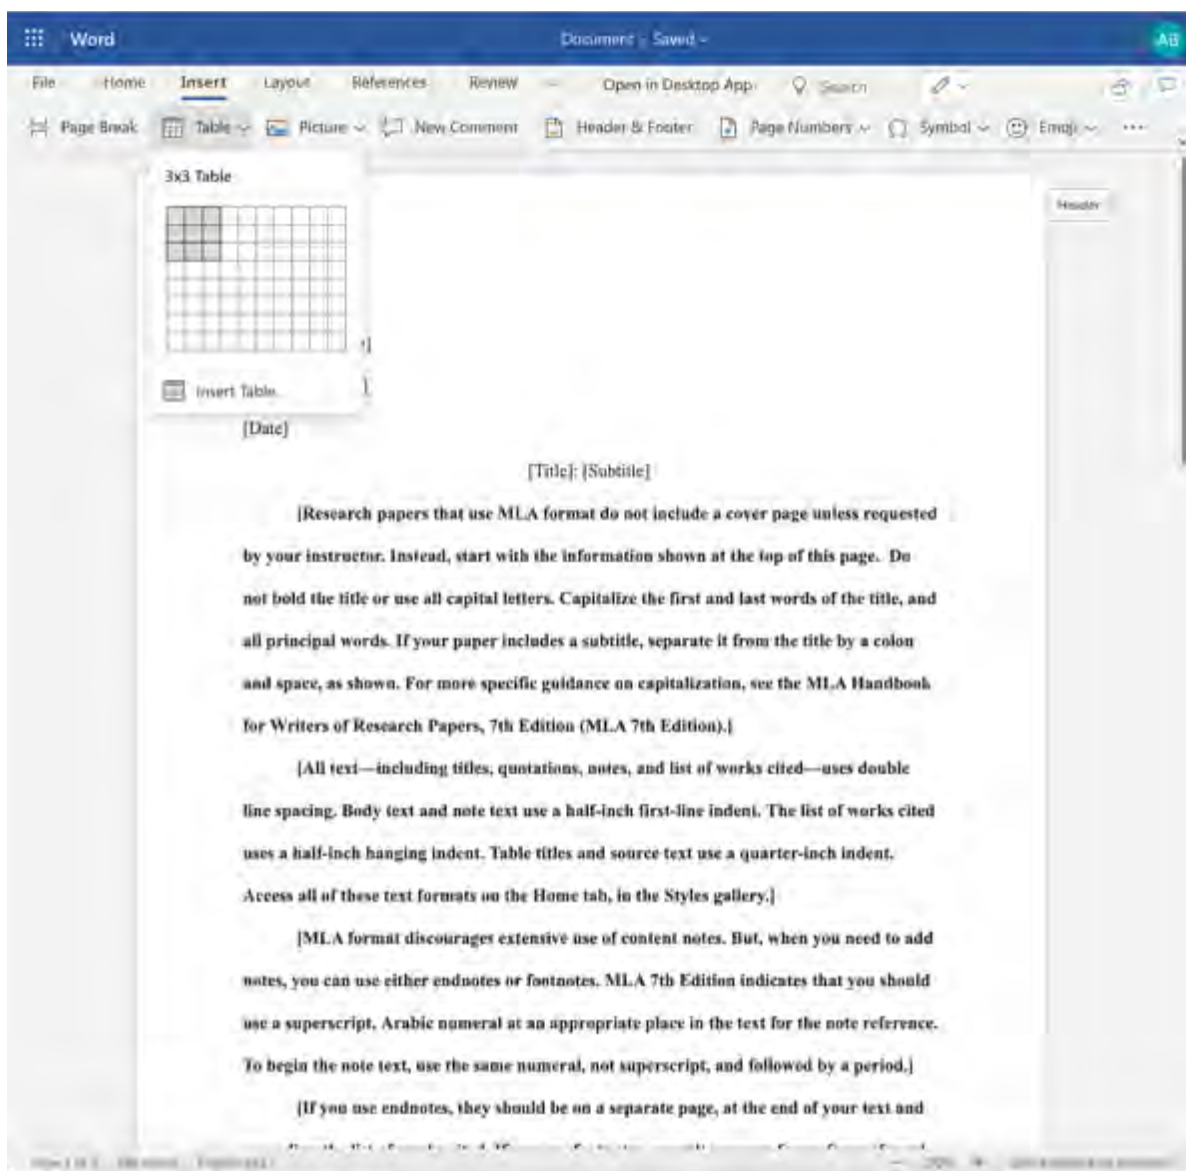 Word Document - Saved AB
File Home Insert Layout References Review ... Open in Desktop App Search
Page Break Table Picture New Comment Header & Footer Page Numbers Symbol Emoji ...
3x3 Table
Header
Insert Table
[Date]
[Title]: [Subtitle]
[Research papers that use MLA format do not include a cover page unless requested
by your instructor. Instead, start with the information shown at the top of this page.  Do
not bold the title or use all capital letters. Capitalize the first and last words of the title, and
all principal words. If your paper includes a subtitle, separate it from the title by a colon
and space, as shown. For more specific guidance on capitalization, see the MLA Handbook
for Writers of Research Papers, 7th Edition (MLA 7th Edition).]
[All text—including titles, quotations, notes, and list of works cited—uses double
line spacing. Body text and note text use a half-inch first-line indent. The list of works cited
uses a half-inch hanging indent. Table titles and source text use a quarter-inch indent.
Access all of these text formats on the Home tab, in the Styles gallery.]
[MLA format discourages extensive use of content notes. But, when you need to add
notes, you can use either endnotes or footnotes. MLA 7th Edition indicates that you should
use a superscript, Arabic numeral at an appropriate place in the text for the note reference.
To begin the note text, use the same numeral, not superscript, and followed by a period.]
[If you use endnotes, they should be on a separate page, at the end of your text and